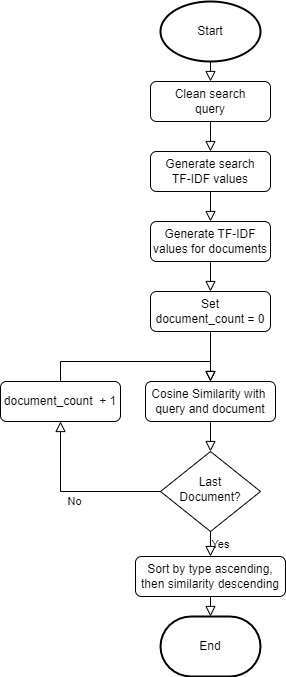 Start
Clean search
query
Generate search
TF-IDF values
Generate TF-IDF
values for documents
Set
document_count = 0
document_count + 1
Cosine Similarity with
query and document
Last
Document?
No
Yes
Sort by type ascending,
then similarity descending
End